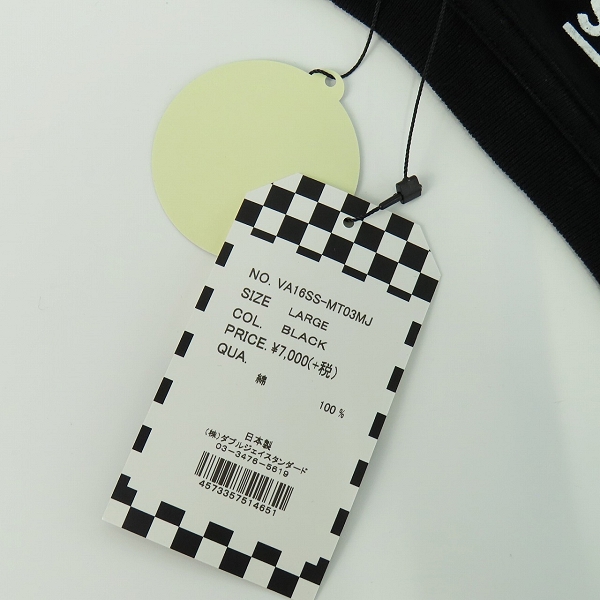 NO. VA16SS-MT03MJ
SIZE LARGE
COL. BLACK
PRICE. ¥7,000(+税)
QUA.
綿 100%
日本製
(株)ダブルジェイスタンダード
03-3476-5619
4573357514651